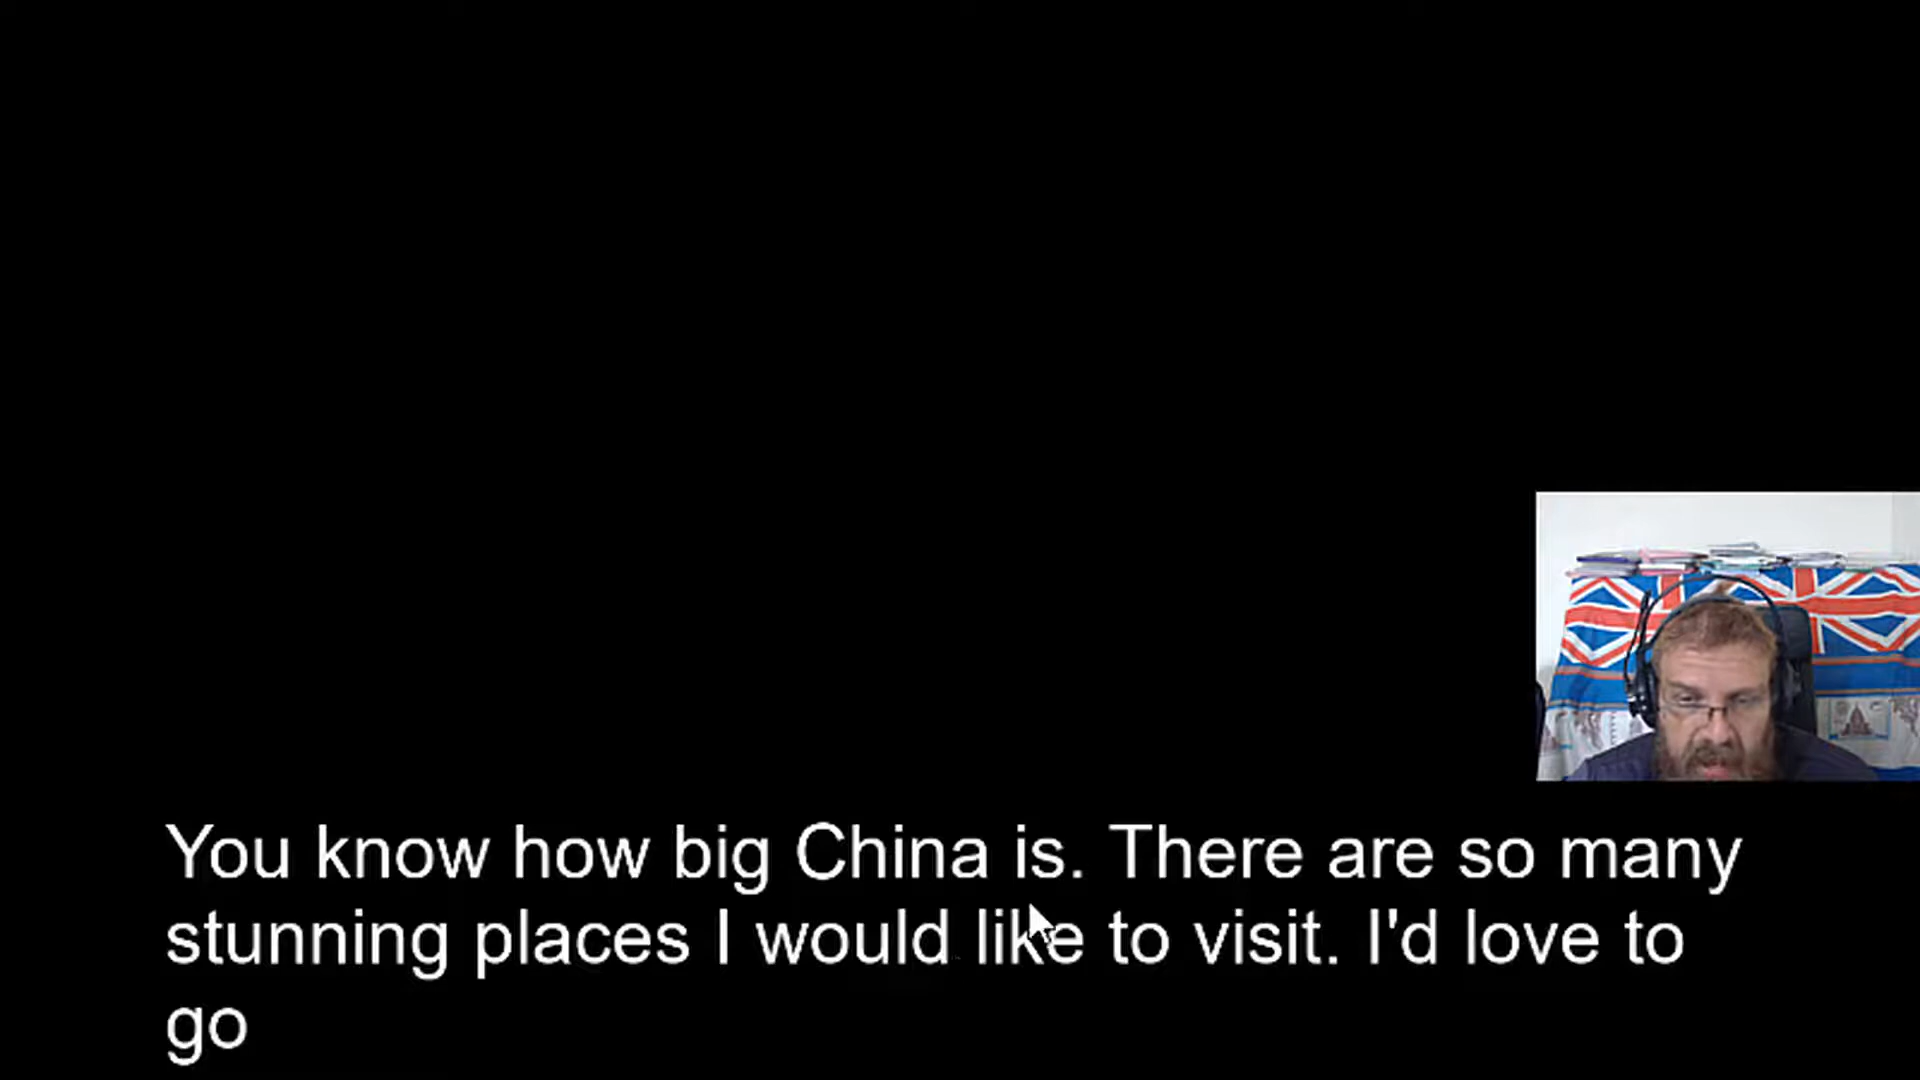 You know how big China is. There are so many
stunning places I would like to visit. I'd love to
go